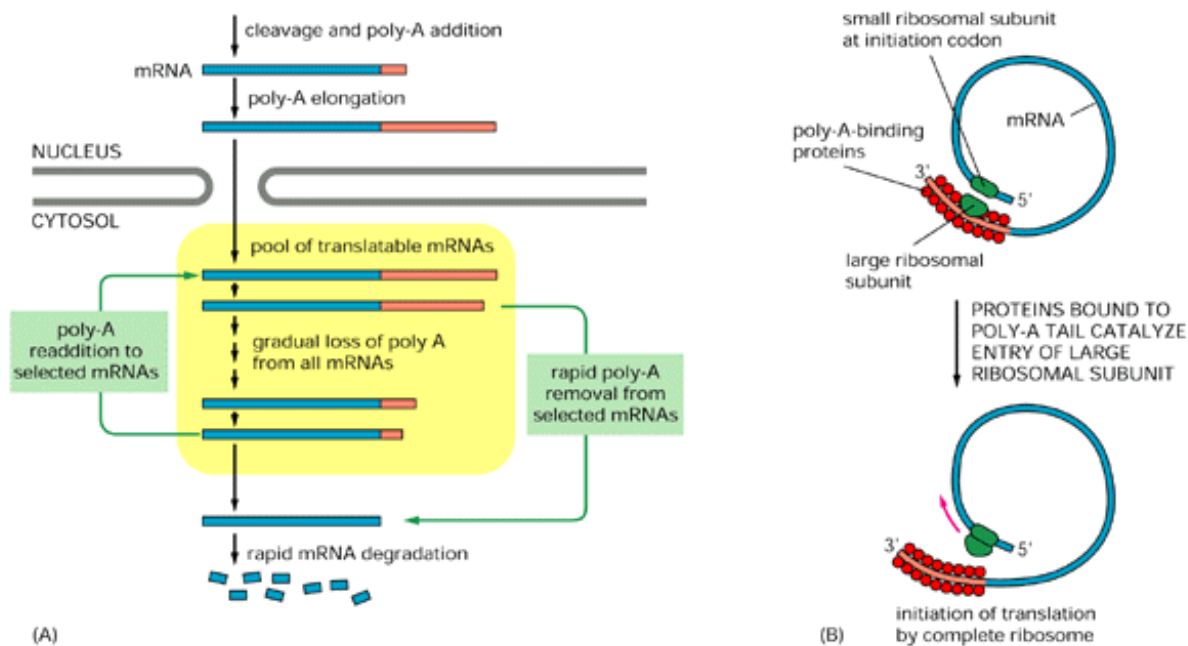 cleavage and poly-A addition
mRNA
poly-A elongation
NUCLEUS
CYTOSOL
pool of translatable mRNAs
poly-A
readdition to
selected mRNAs
gradual loss of poly A
from all mRNAs
rapid poly-A
removal from
selected mRNAs
rapid mRNA degradation
(A)
small ribosomal subunit
at initiation codon
mRNA
poly-A-binding
proteins
3'
5'
large ribosomal
subunit
PROTEINS BOUND TO
POLY-A TAIL CATALYZE
ENTRY OF LARGE
RIBOSOMAL SUBUNIT
3'
5'
initiation of translation
by complete ribosome
(B)